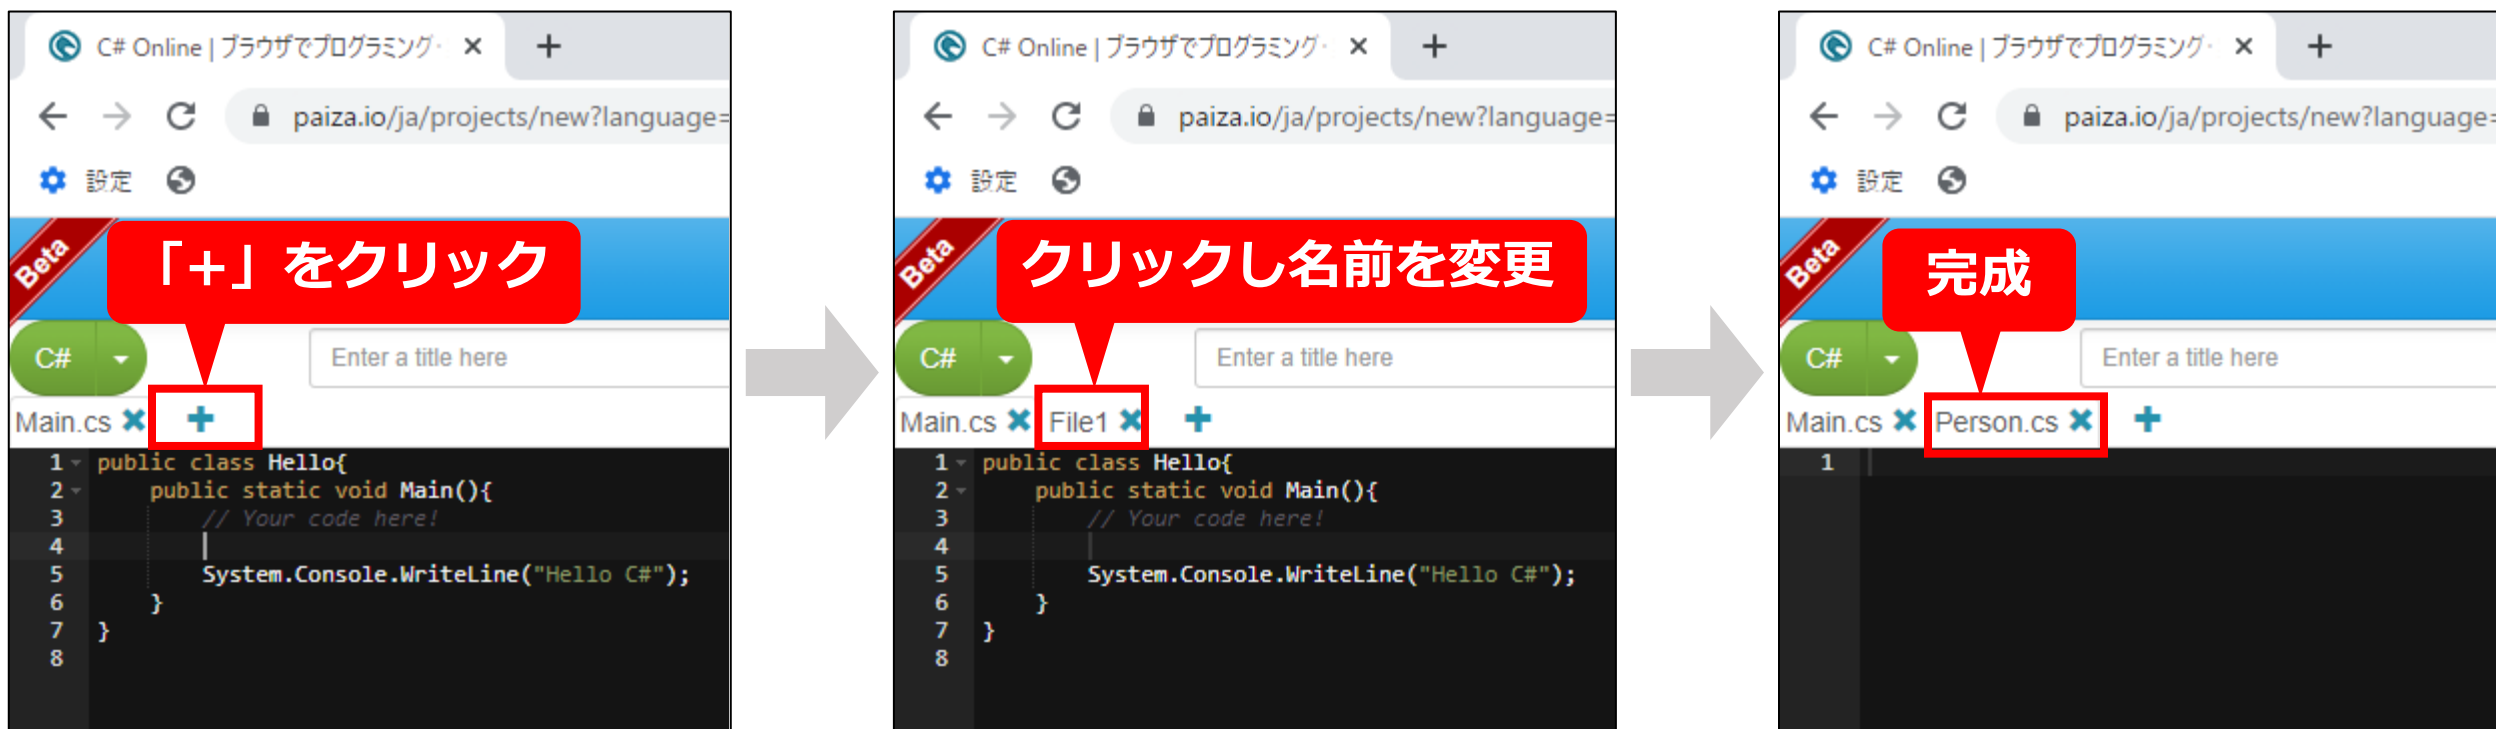 C# Online | ブラウザでプログラミング・
paiza.io/ja/projects/new?language=
設定
Beta
「+」をクリック
C#
Enter a title here
Main.cs
1 public class Hello{
2 public static void Main(){
3 // Your code here!
4
5 System.Console.WriteLine("Hello C#");
6 }
7 }
8
C# Online | ブラウザでプログラミング・
paiza.io/ja/projects/new?language=
設定
Beta
クリックし名前を変更
C#
Enter a title here
Main.cs File1
1 public class Hello{
2 public static void Main(){
3 // Your code here!
4
5 System.Console.WriteLine("Hello C#");
6 }
7 }
8
C# Online | ブラウザでプログラミング・
paiza.io/ja/projects/new?language=
設定
Beta
完成
C#
Enter a title here
Main.cs Person.cs
1